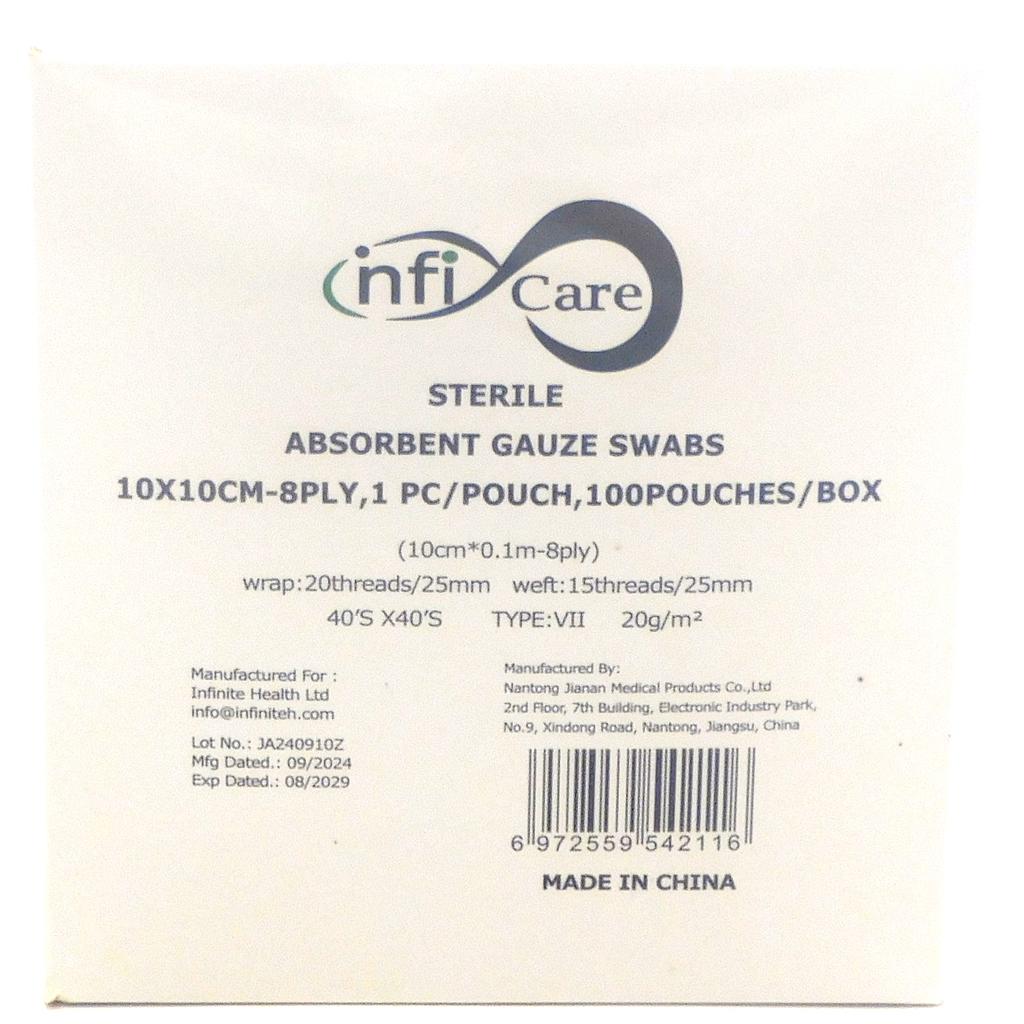 infi Care
STERILE
ABSORBENT GAUZE SWABS
10X10CM-8PLY,1 PC/POUCH,100POUCHES/BOX
(10cm*0.1m-8ply)
wrap:20threads/25mm weft:15threads/25mm
40'S X40'S TYPE:VII 20g/m²
Manufactured For :
Infinite Health Ltd
info@infiniteh.com
Lot No.: JA240910Z
Mfg Dated.: 09/2024
Exp Dated.: 08/2029
Manufactured By:
Nantong Jianan Medical Products Co.,Ltd
2nd Floor, 7th Building, Electronic Industry Park,
No.9, Xindong Road, Nantong, Jiangsu, China
6 972559 542116
MADE IN CHINA